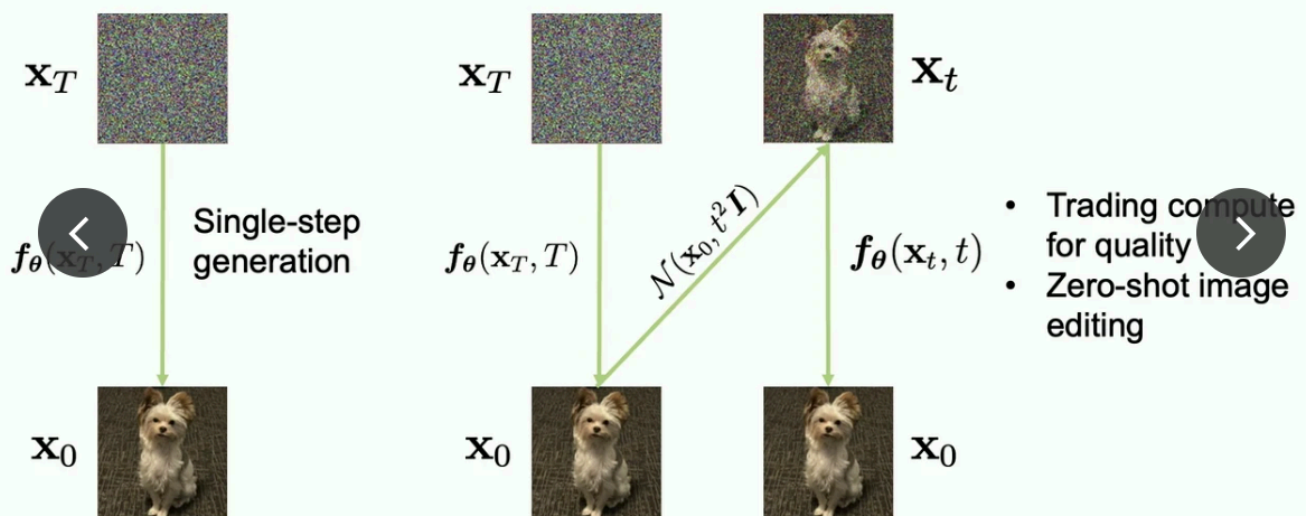 x_T
x_T
x_t
f_θ(x_T, T)
Single-step
generation
f_θ(x_T, T)
𝒩(x_0, t^2 I)
f_θ(x_t, t)
• Trading compute
for quality
• Zero-shot image
editing
x_0
x_0
x_0